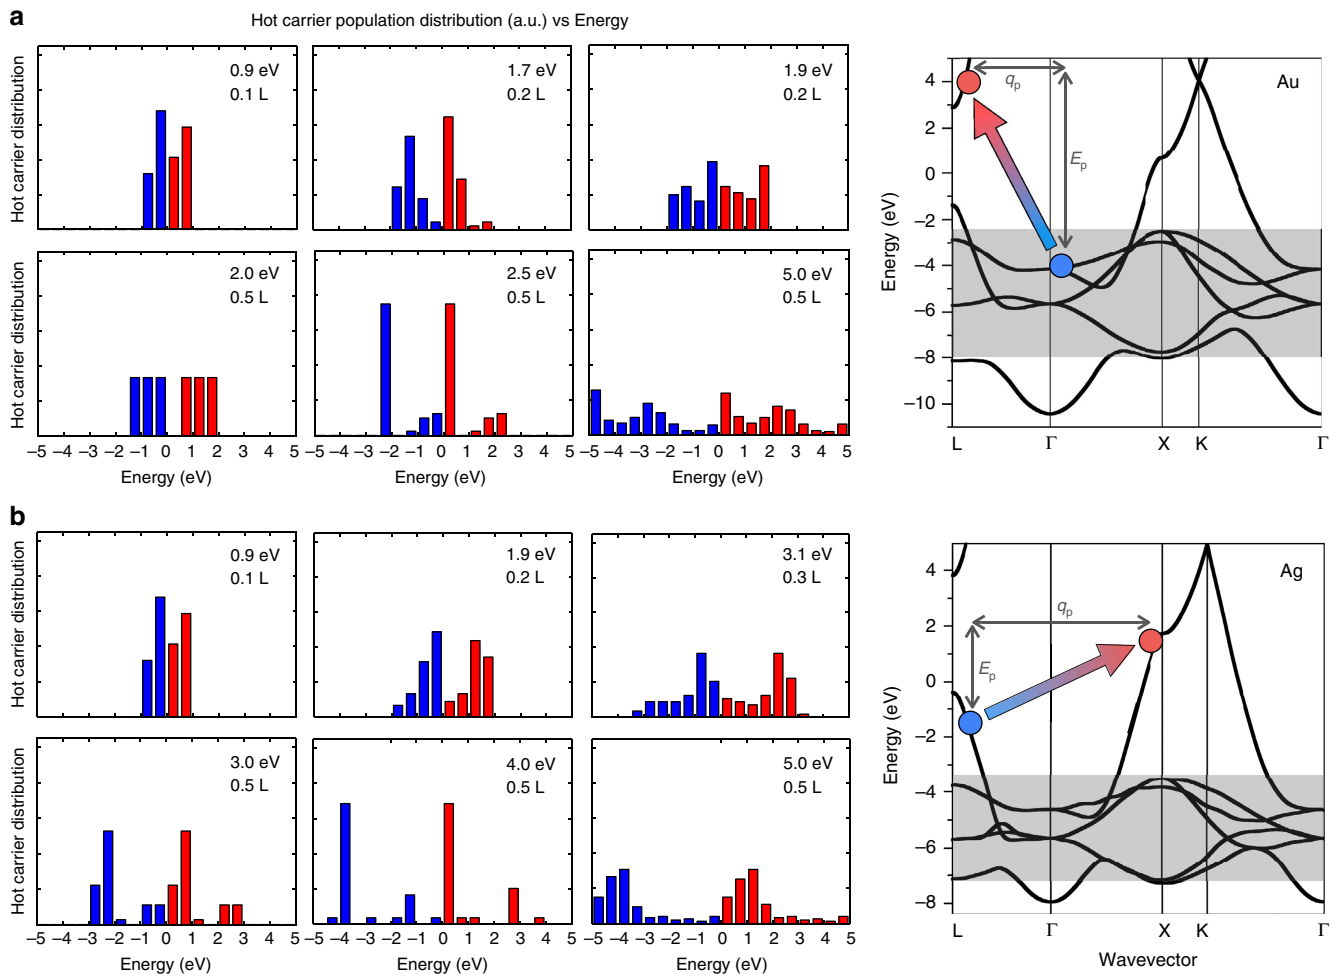 a
Hot carrier population distribution (a.u.) vs Energy
Hot carrier distribution
0.9 eV
0.1 L
1.7 eV
0.2 L
1.9 eV
0.2 L
Hot carrier distribution
2.0 eV
0.5 L
2.5 eV
0.5 L
5.0 eV
0.5 L
−5 −4 −3 −2 −1 0 1 2 3 4 5
−5 −4 −3 −2 −1 0 1 2 3 4 5
−5 −4 −3 −2 −1 0 1 2 3 4 5
Energy (eV)
Energy (eV)
Energy (eV)
Energy (eV)
4
2
0
−2
−4
−6
−8
−10
Au
qp
Ep
L Γ X K Γ
b
Hot carrier distribution
0.9 eV
0.1 L
1.9 eV
0.2 L
3.1 eV
0.3 L
Hot carrier distribution
3.0 eV
0.5 L
4.0 eV
0.5 L
5.0 eV
0.5 L
−5 −4 −3 −2 −1 0 1 2 3 4 5
−5 −4 −3 −2 −1 0 1 2 3 4 5
−5 −4 −3 −2 −1 0 1 2 3 4 5
Energy (eV)
Energy (eV)
Energy (eV)
Energy (eV)
4
2
0
−2
−4
−6
−8
Ag
qp
Ep
L Γ X K Γ
Wavevector